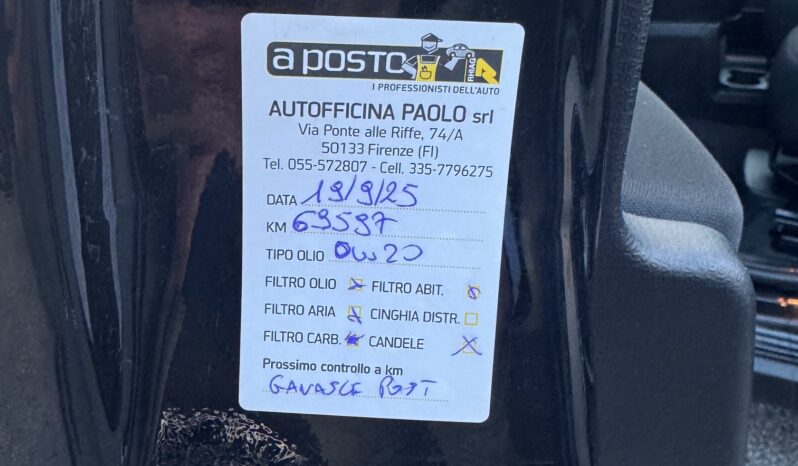 a posto
RHIAG
I PROFESSIONISTI DELL'AUTO
AUTOFFICINA PAOLO srl
Via Ponte alle Riffe, 74/A
50133 Firenze (FI)
Tel. 055-572807 - Cell. 335-7796275
DATA 19/9/25
KM 69597
TIPO OLIO 0W20
FILTRO OLIO FILTRO ABIT.
FILTRO ARIA CINGHIA DISTR.
FILTRO CARB. CANDELE
Prossimo controllo a km
GANASCE POST